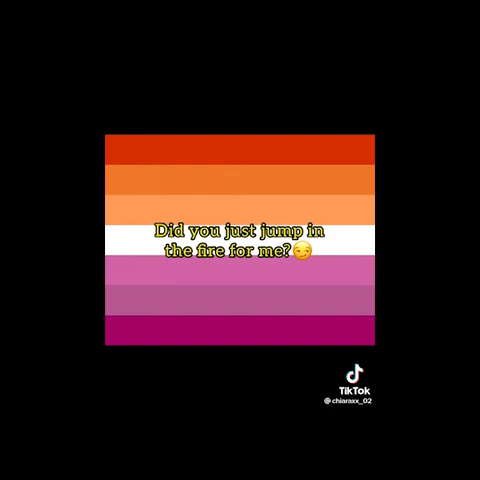 Did you just jump in
the fire for me?😏
TikTok
@chiaraxx_02